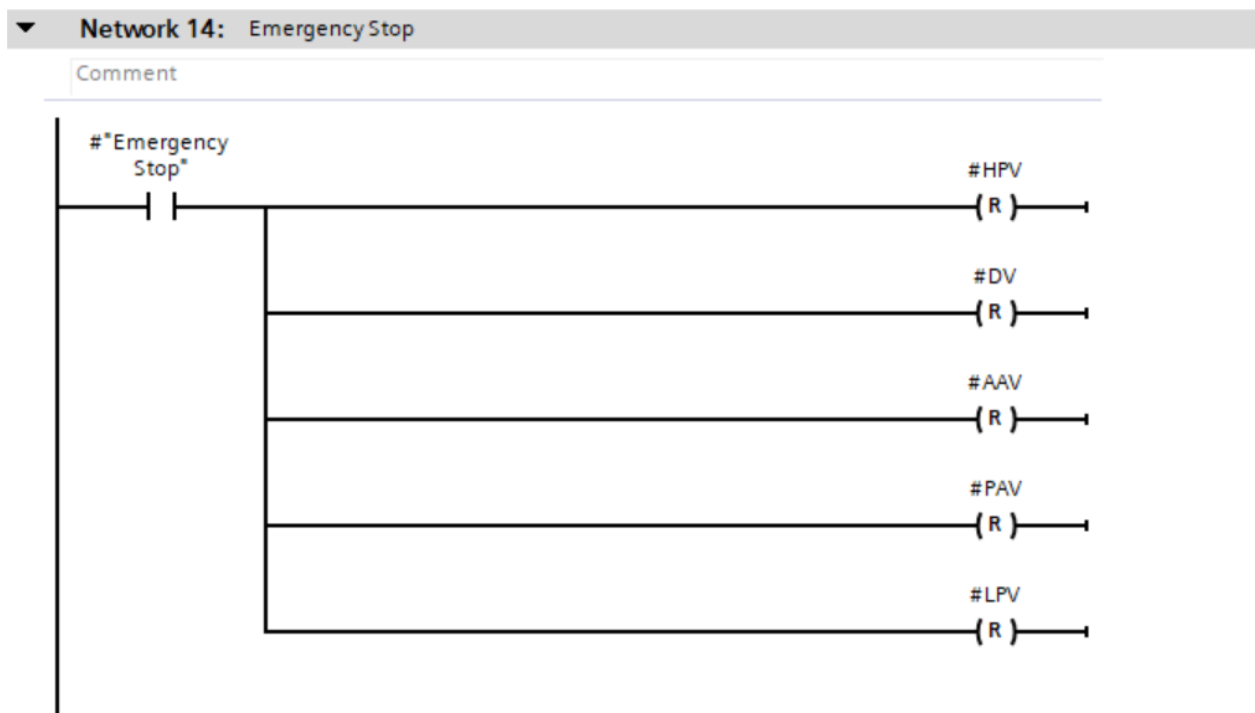 Network 14: Emergency Stop
Comment
#"Emergency
Stop"
#HPV
( R )
#DV
( R )
#AAV
( R )
#PAV
( R )
#LPV
( R )